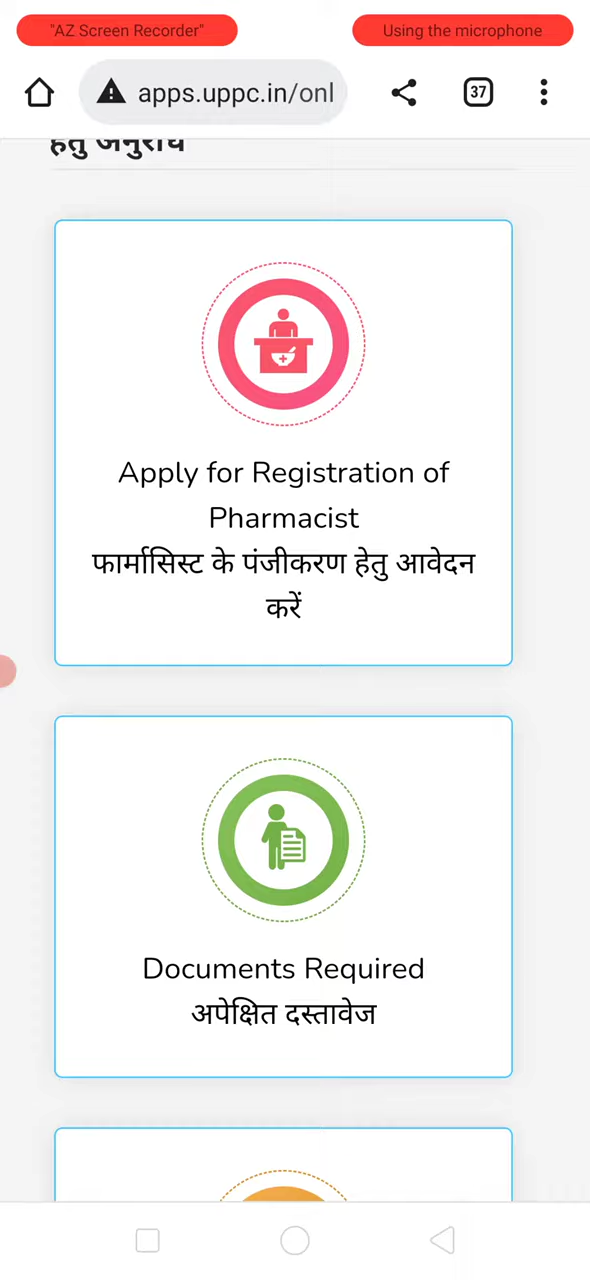 "AZ Screen Recorder" Using the microphone
apps.uppc.in/onl 37
हेतु अनुरोध
Apply for Registration of
Pharmacist
फार्मासिस्ट के पंजीकरण हेतु आवेदन
करें
Documents Required
अपेक्षित दस्तावेज